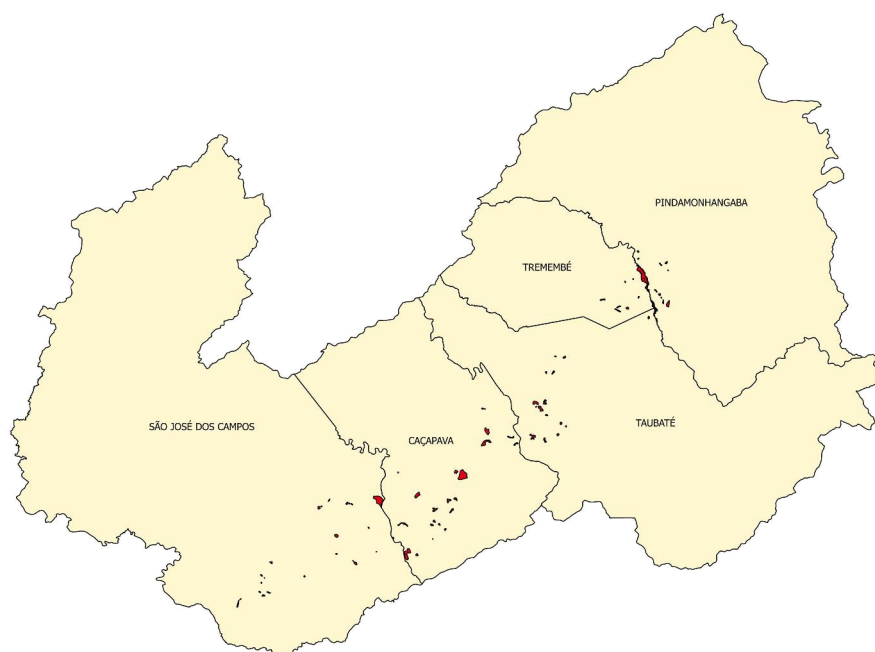 PINDAMONHANGABA
TREMEMBÉ
SÃO JOSÉ DOS CAMPOS
CAÇAPAVA
TAUBATÉ